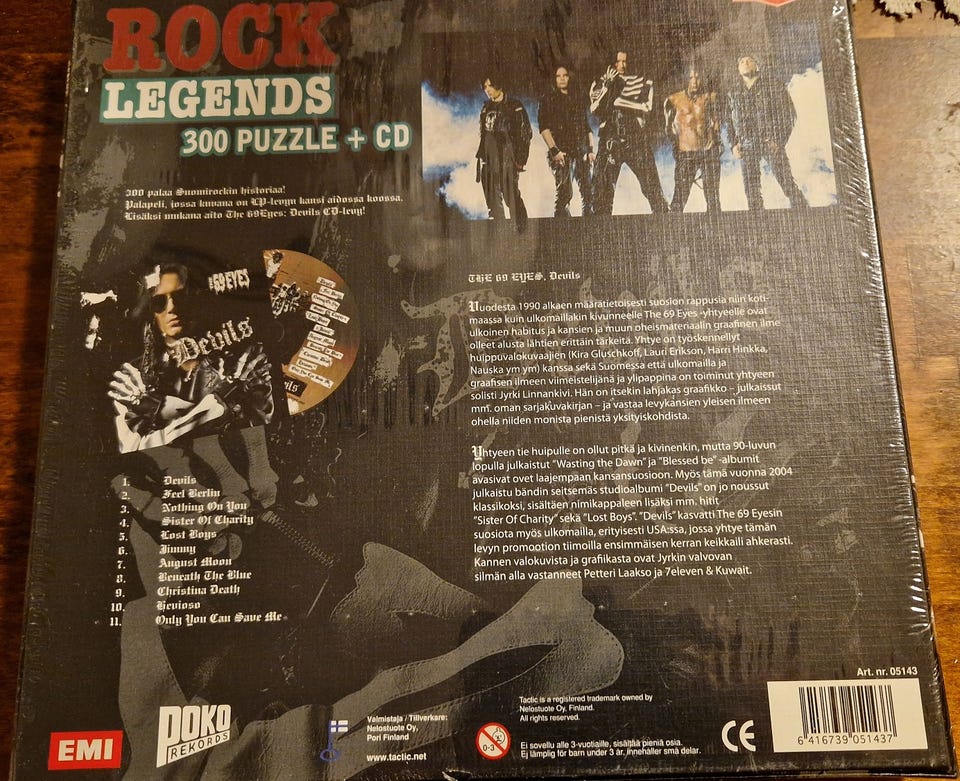 ROCK
LEGENDS
300 PUZZLE + CD
300 palaa Suomirockin historiaa!
Palapeli, jossa kuvana on LP-levyn kansi aidossa koossa.
Lisäksi mukana aito The 69 Eyes: Devils CD-levy!
THE 69 EYES
Devils
THE 69 EYES, Devils
Vuodesta 1990 alkaen määrätietoisesti suosion rappusia niin koti-
maassa kuin ulkomaillakin kivunneelle The 69 Eyes -yhtyeelle ovat
ulkoinen habitus ja kansien ja muun oheismateriaalin graafinen ilme
olleet alusta lähtien erittäin tärkeitä. Yhtye on työskennellyt
huippuvalokuvaajien (Kira Gluschkoff, Lauri Erikson, Harri Hinkka,
Nauska ym ym) kanssa sekä Suomessa että ulkomailla ja
graafisen ilmeen viimeistelijänä ja ylipappina on toiminut yhtyeen
solisti Jyrki Linnankivi. Hän on itsekin lahjakas graafikko – julkaissut
mm. oman sarjakuvakirjan – ja vastaa levykansien yleisen ilmeen
ohella niiden monista pienistä yksityiskohdista.
Yhtyeen tie huipulle on ollut pitkä ja kivinenkin, mutta 90-luvun
lopulla julkaistut "Wasting the Dawn" ja "Blessed be" -albumit
avasivat ovet laajempaan kansansuosioon. Myös tämä vuonna 2004
julkaistu bändin seitsemäs studioalbumi "Devils" on jo noussut
klassikoksi, sisältäen nimikappaleen lisäksi mm. hitit
"Sister Of Charity" sekä "Lost Boys". "Devils" kasvatti The 69 Eyesin
suosiota myös ulkomailla, erityisesti USA:ssa, jossa yhtye tämän
levyn promootion tiimoilla ensimmäisen kerran keikkaili ahkerasti.
Kannen valokuvista ja grafiikasta ovat Jyrkin valvovan
silmän alla vastanneet Petteri Laakso ja 7eleven & Kuwait.
1. Devils
2. Feel Berlin
3. Nothing On You
4. Sister Of Charity
5. Lost Boys
6. Jimmy
7. August Moon
8. Beneath The Blue
9. Christina Death
10. Hevioso
11. Only You Can Save Me
Art. nr. 05143
6 416739 051437
EMI
POKO
RECORDS
Valmistaja / Tillverkare:
Nelostuote Oy,
Pori Finland
www.tactic.net
Tactic is a registered trademark owned by
Nelostuote Oy, Finland.
All rights reserved.
0-3
Ei sovellu alle 3-vuotiaille, sisältää pieniä osia.
Ej lämplig för barn under 3 år, innehåller små delar.
CE